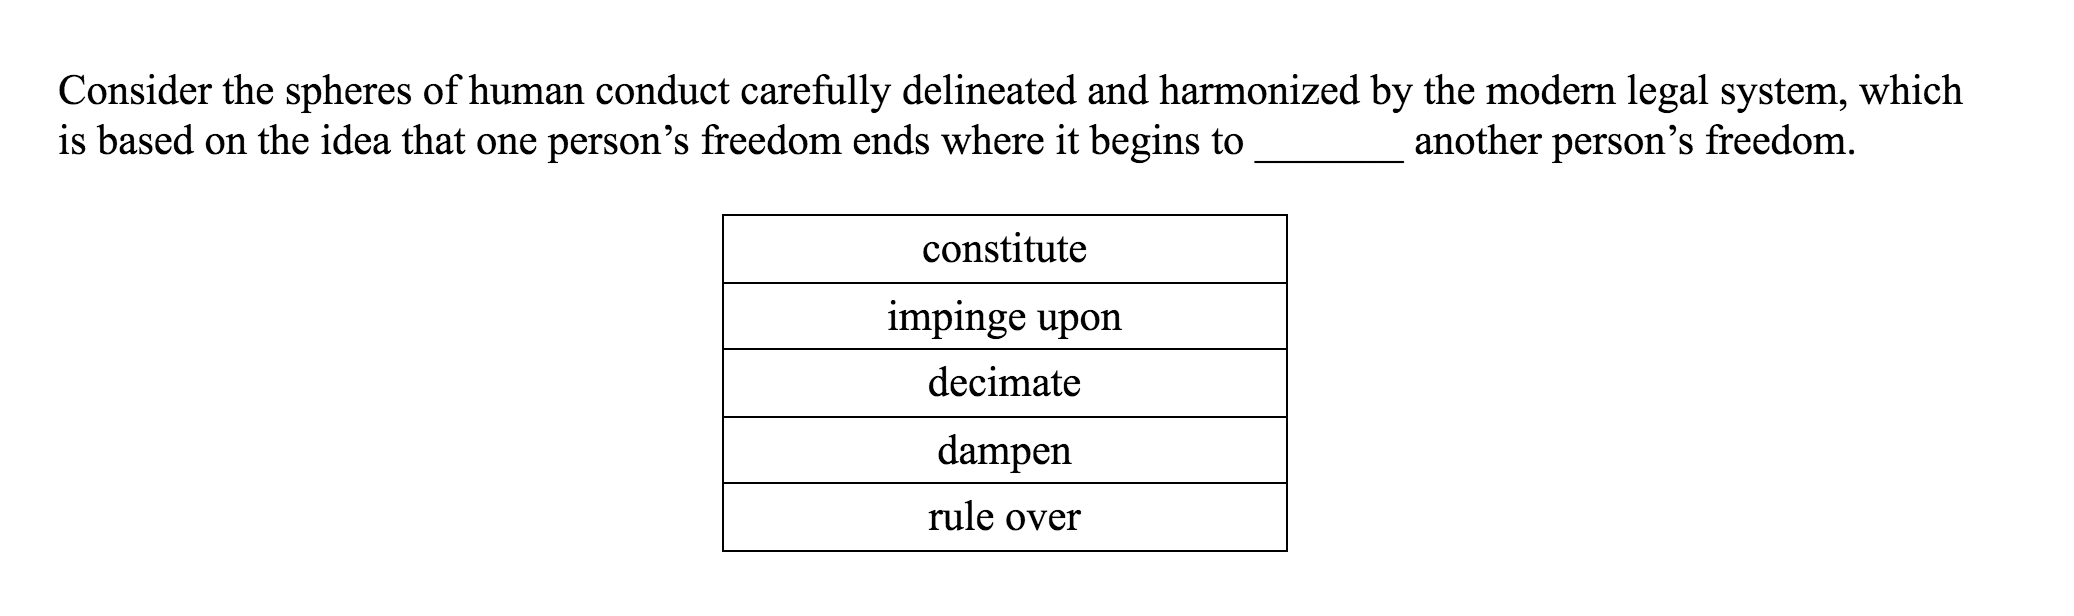 Consider the spheres of human conduct carefully delineated and harmonized by the modern legal system, which
is based on the idea that one person’s freedom ends where it begins to _______ another person’s freedom.
constitute
impinge upon
decimate
dampen
rule over